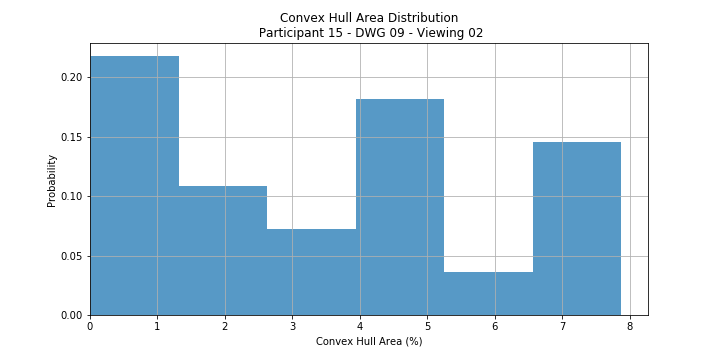 Convex Hull Area Distribution
Participant 15 - DWG 09 - Viewing 02
0.20
0.15
0.10
0.05
0.00
Probability
0 1 2 3 4 5 6 7 8
Convex Hull Area (%)